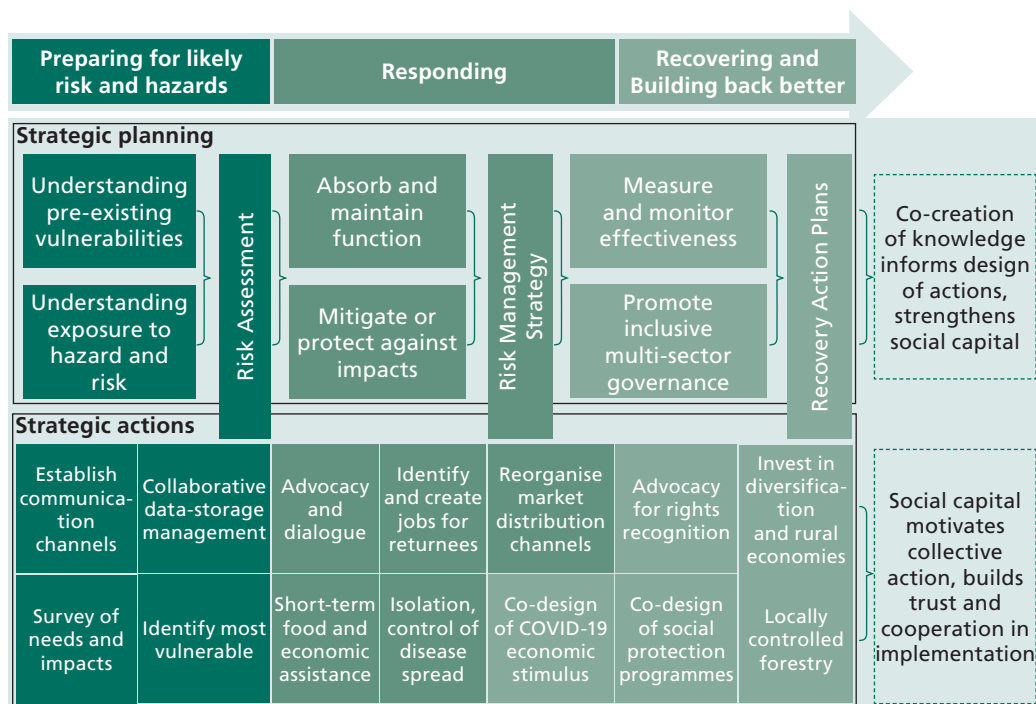 Preparing for likely
risk and hazards
Responding
Recovering and
Building back better
Strategic planning
Understanding
pre-existing
vulnerabilities
Understanding
exposure to
hazard and
risk
Risk Assessment
Absorb and
maintain
function
Mitigate or
protect against
impacts
Risk Management
Strategy
Measure
and monitor
effectiveness
Promote
inclusive
multi-sector
governance
Recovery Action Plans
Co-creation
of knowledge
informs design
of actions,
strengthens
social capital
Strategic actions
Establish
communica-
tion
channels
Collaborative
data-storage
management
Advocacy
and
dialogue
Identify
and create
jobs for
returnees
Reorganise
market
distribution
channels
Advocacy
for rights
recognition
Invest in
diversifica-
tion
and rural
economies
Survey of
needs and
impacts
Identify most
vulnerable
Short-term
food and
economic
assistance
Isolation,
control of
disease
spread
Co-design
of COVID-19
economic
stimulus
Co-design
of social
protection
programmes
Locally
controlled
forestry
Social capital
motivates
collective
action, builds
trust and
cooperation in
implementation